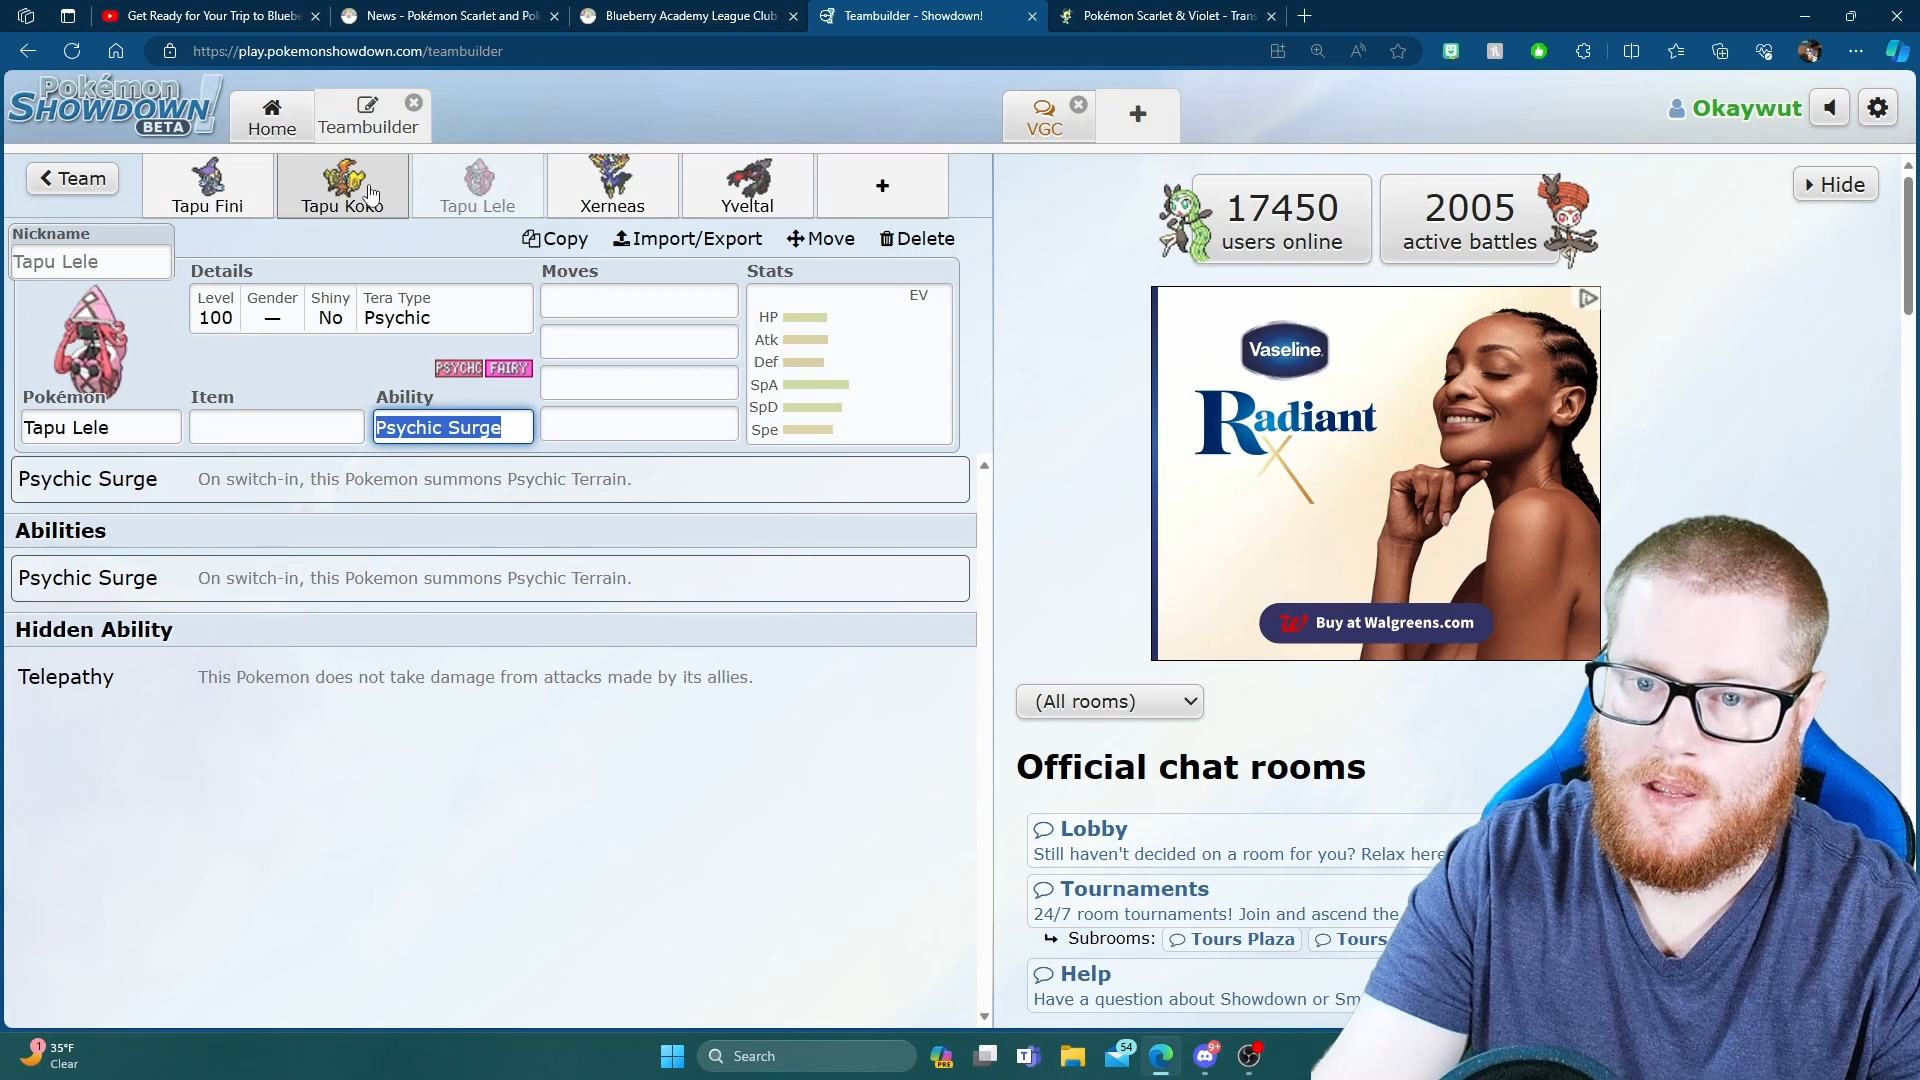 Get Ready for Your Trip to Bluebe
News - Pokémon Scarlet and Pok
Blueberry Academy League Club
Teambuilder - Showdown!
Pokémon Scarlet & Violet - Trans
https://play.pokemonshowdown.com/teambuilder
Pokémon
SHOWDOWN!
BETA
Home
Teambuilder
VGC
Okaywut
Team
Tapu Fini
Tapu Koko
Tapu Lele
Xerneas
Yveltal
17450
users online
2005
active battles
Hide
Nickname
Tapu Lele
Copy
Import/Export
Move
Delete
Details
Moves
Stats
Level
100
Gender
—
Shiny
No
Tera Type
Psychic
EV
HP
Atk
Def
SpA
SpD
Spe
PSYCHC FAIRY
Pokémon
Tapu Lele
Item
Ability
Psychic Surge
Psychic Surge On switch-in, this Pokemon summons Psychic Terrain.
Abilities
Psychic Surge On switch-in, this Pokemon summons Psychic Terrain.
Hidden Ability
Telepathy This Pokemon does not take damage from attacks made by its allies.
Vaseline
Radiant
X
W Buy at Walgreens.com
(All rooms)
Official chat rooms
Lobby
Still haven't decided on a room for you? Relax here
Tournaments
24/7 room tournaments! Join and ascend the
Subrooms: Tours Plaza Tours
Help
Have a question about Showdown or Sm
1
35°F
Clear
Search
PRE
54
9+